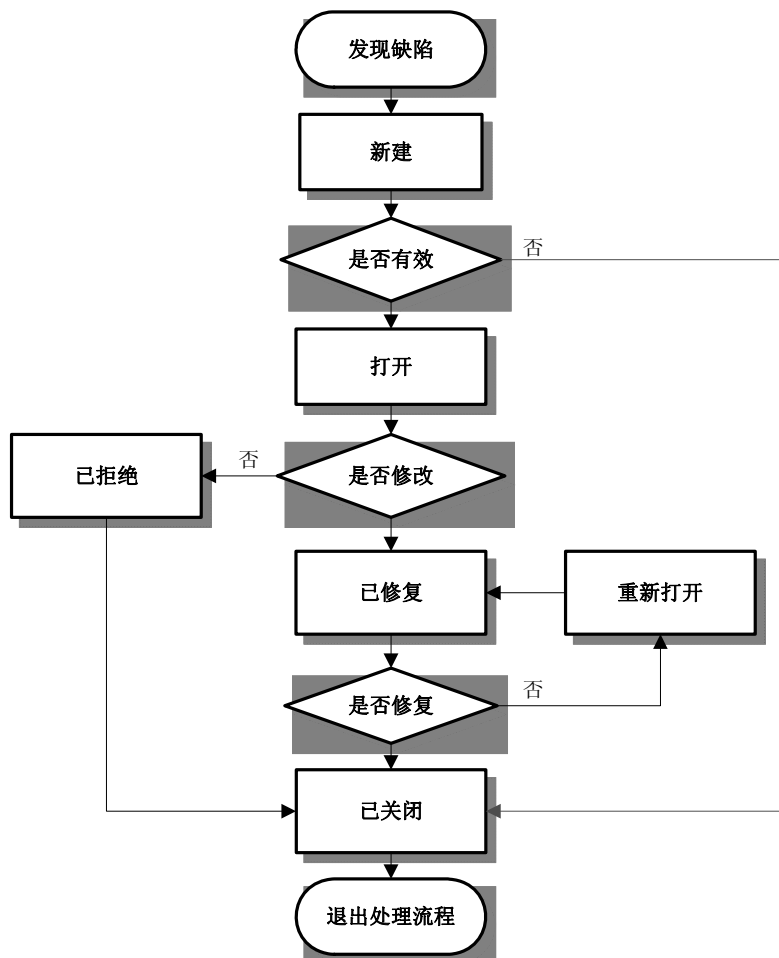 发现缺陷
新建
是否有效
否
打开
已拒绝
否
是否修改
已修复
重新打开
是否修复
否
已关闭
退出处理流程